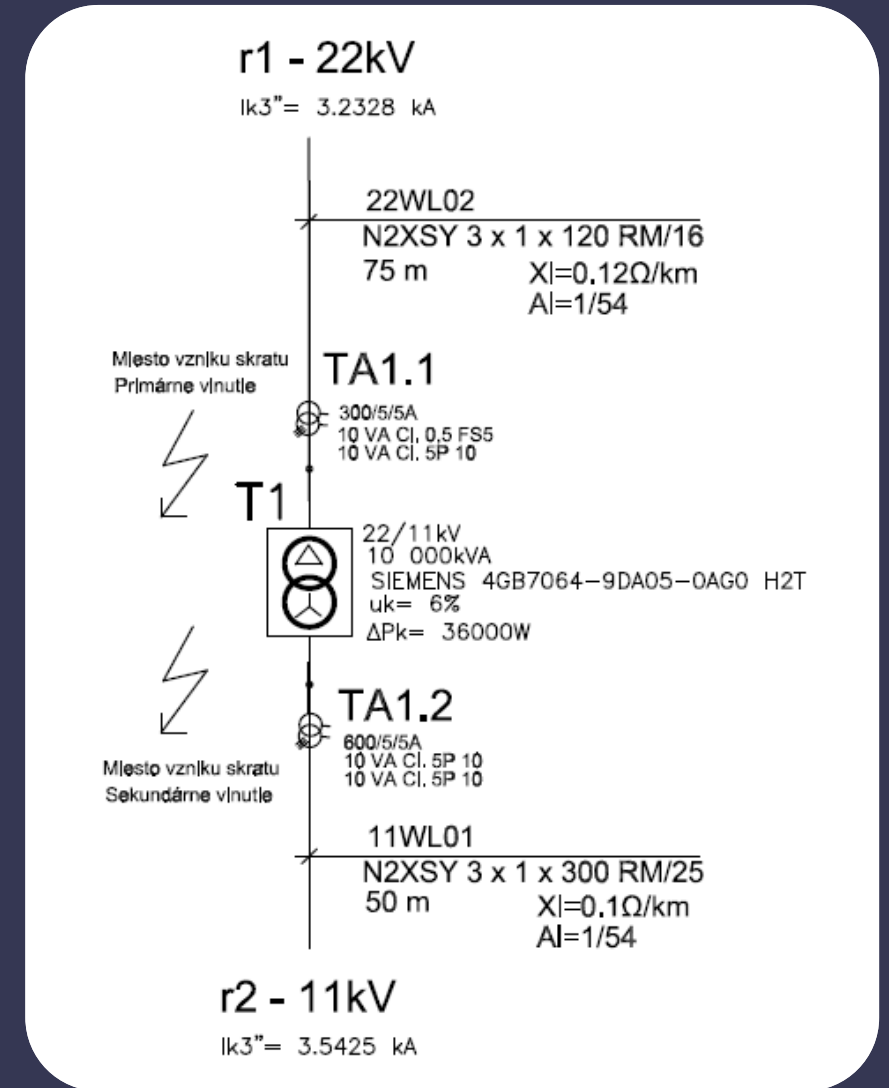 r1 - 22kV
Ik3"= 3.2328 kA
22WL02
N2XSY 3 x 1 x 120 RM/16
75 m Xl=0.12Ω/km
Al=1/54
Miesto vzniku skratu
Primárne vinutie
TA1.1
300/5/5A
10 VA Cl. 0.5 FS5
10 VA Cl. 5P 10
T1
22/11kV
10 000kVA
SIEMENS 4GB7064-9DA05-0AG0 H2T
uk= 6%
ΔPk= 36000W
TA1.2
600/5/5A
10 VA Cl. 5P 10
10 VA Cl. 5P 10
Miesto vzniku skratu
Sekundárne vinutie
11WL01
N2XSY 3 x 1 x 300 RM/25
50 m Xl=0.1Ω/km
Al=1/54
r2 - 11kV
Ik3"= 3.5425 kA